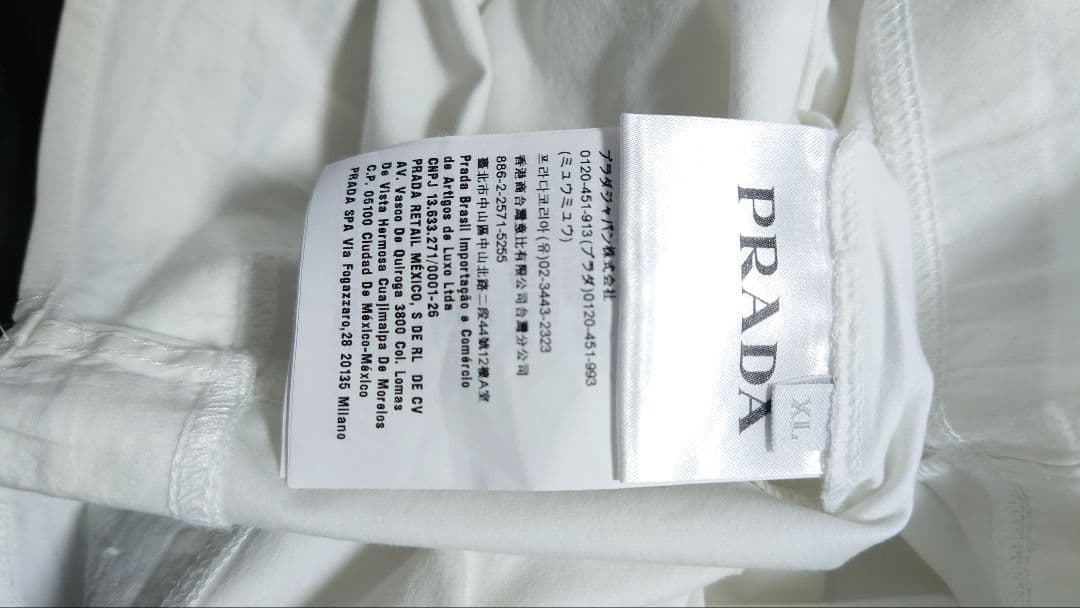 PRADA
XL
プラダジャパン株式会社
0120-451-913(プラダ)0120-451-993
(ミュウミュウ)
프라다코리아(유)02-3443-2323
香港商台灣意比有限公司台灣分公司
886-2-2571-5255
臺北市中山區中山北路二段44號12樓A室
Prada Brasil Importação e Comércio
de Artigos de Luxo Ltda
CNPJ 13.633.271/0001-26
PRADA RETAIL MÉXICO, S DE RL DE CV
AV. Vasco De Quiroga 3800 Col. Lomas
De Vista Hermosa Cuajimalpa De Morelos
C.P. 05100 Ciudad De México-México
PRADA SPA Via Fogazzaro,28 20135 Milano